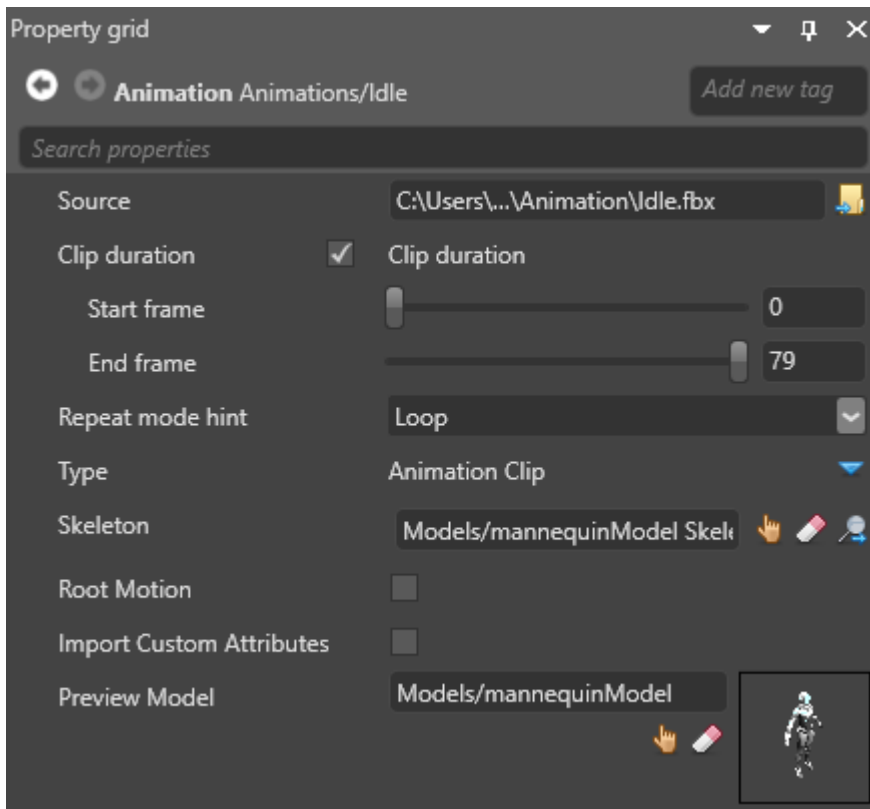 Property grid
Animation Animations/Idle
Add new tag
Search properties
Source C:\Users\...\Animation\Idle.fbx
Clip duration Clip duration
Start frame 0
End frame 79
Repeat mode hint Loop
Type Animation Clip
Skeleton Models/mannequinModel Skele
Root Motion
Import Custom Attributes
Preview Model Models/mannequinModel